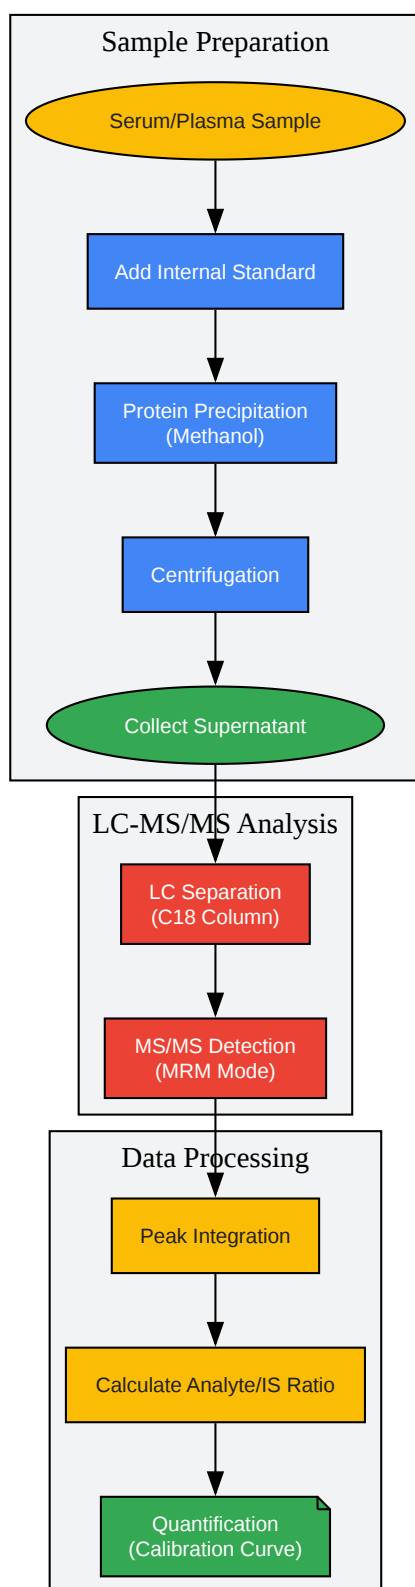 Sample Preparation
Serum/Plasma Sample
Add Internal Standard
Protein Precipitation
(Methanol)
Centrifugation
Collect Supernatant
LC-MS/MS Analysis
LC Separation
(C18 Column)
MS/MS Detection
(MRM Mode)
Data Processing
Peak Integration
Calculate Analyte/IS Ratio
Quantification
(Calibration Curve)